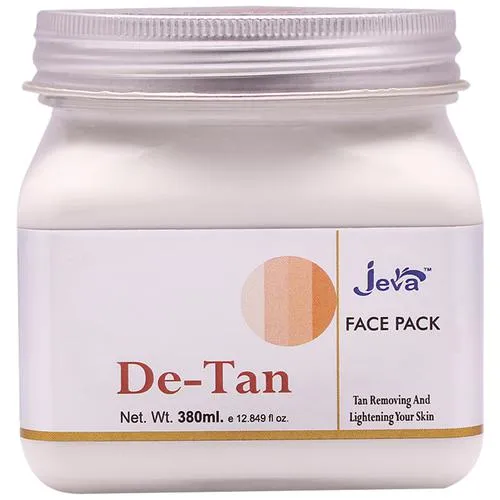 Jeva™
FACE PACK
De-Tan
Net. Wt. 380ml. e 12.849 fl oz.
Tan Removing And
Lightening Your Skin